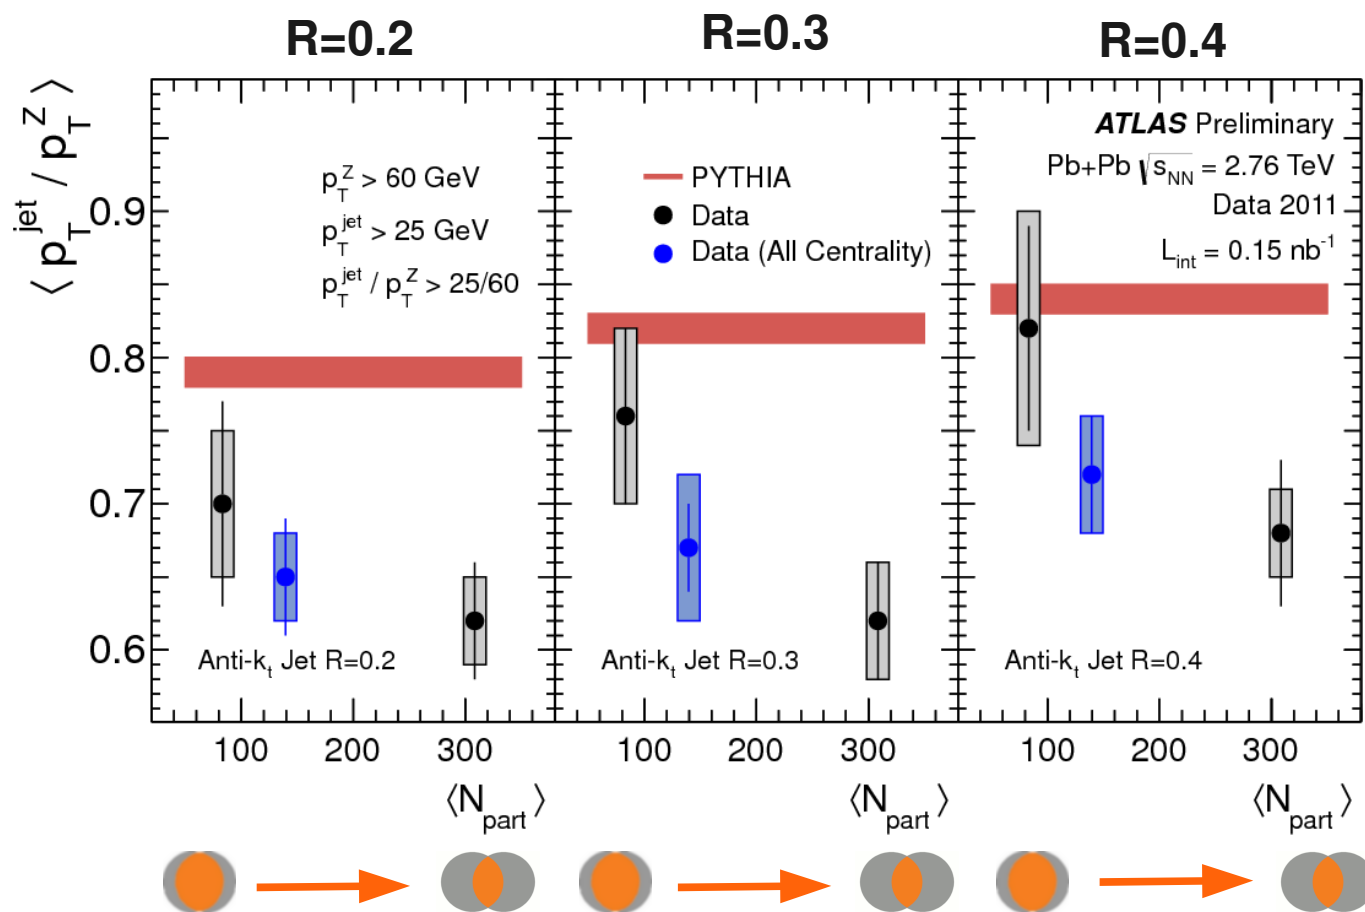 R=0.2
R=0.3
R=0.4
⟨ p_T^jet / p_T^Z ⟩
0.9
0.8
0.7
0.6
p_T^Z > 60 GeV
p_T^jet > 25 GeV
p_T^jet / p_T^Z > 25/60
Anti-k_t Jet R=0.2
100 200 300
⟨N_part⟩
PYTHIA
Data
Data (All Centrality)
Anti-k_t Jet R=0.3
100 200 300
⟨N_part⟩
ATLAS Preliminary
Pb+Pb √s_NN = 2.76 TeV
Data 2011
L_int = 0.15 nb^-1
Anti-k_t Jet R=0.4
100 200 300
⟨N_part⟩